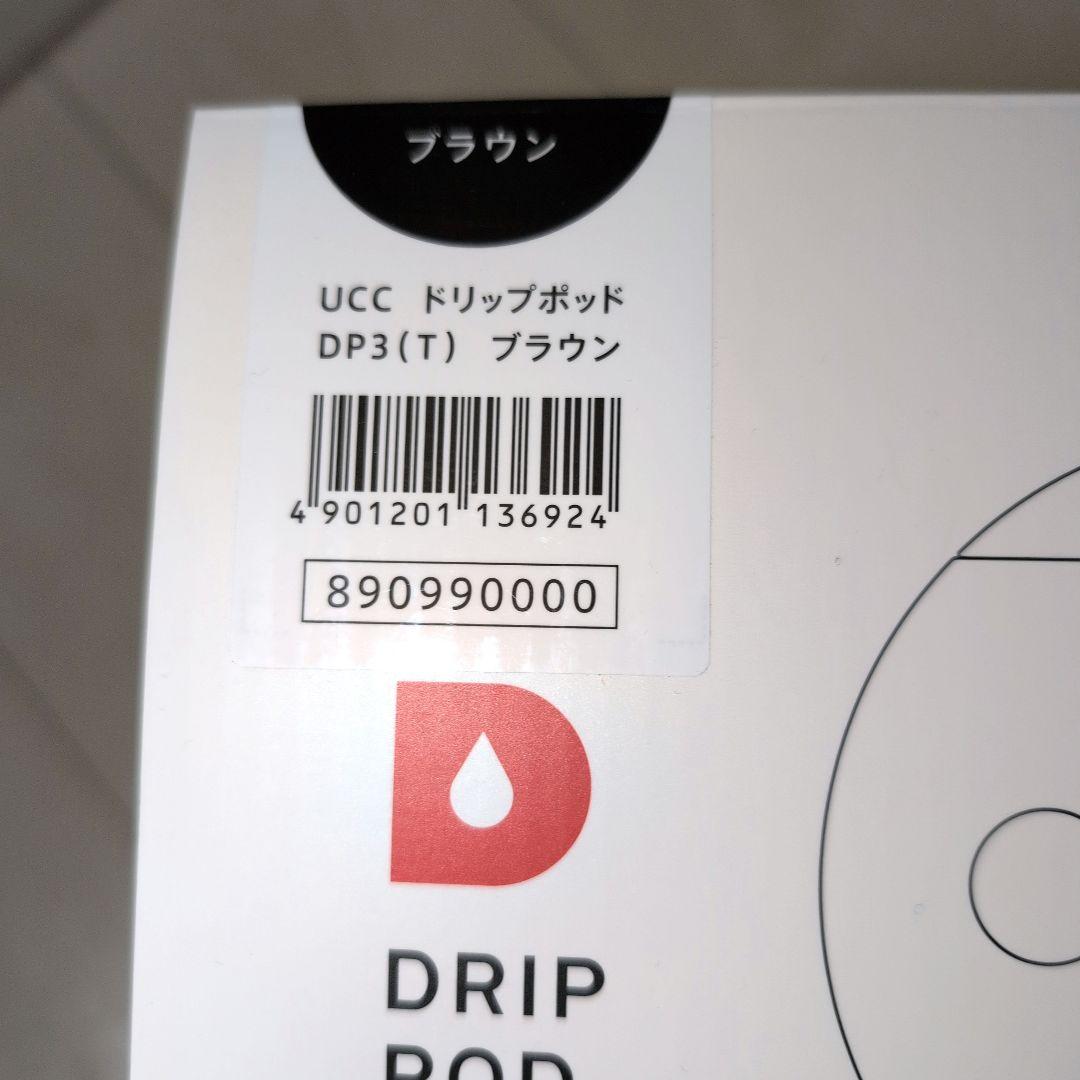 ブラウン
UCC ドリップポッド
DP3(T) ブラウン
4 901201 136924
890990000
DRIP
POD